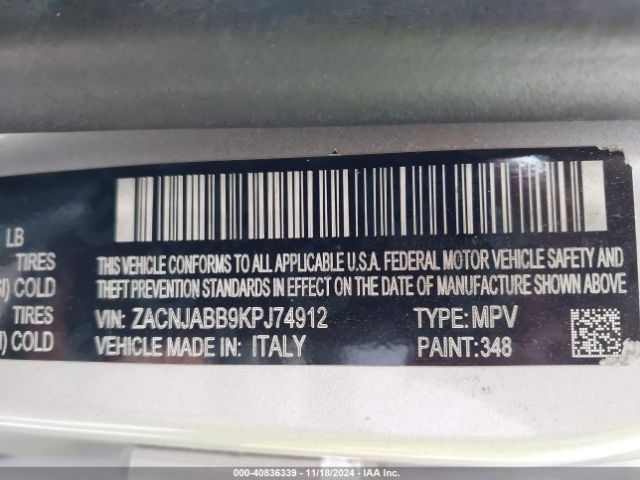 LB
TIRES
COLD
TIRES
COLD
THIS VEHICLE CONFORMS TO ALL APPLICABLE U.S.A. FEDERAL MOTOR VEHICLE SAFETY AND
THEFT PREVENTION STANDARDS IN EFFECT ON THE DATE OF MANUFACTURE SHOWN ABOVE.
VIN: ZACNJABB9KPJ74912 TYPE: MPV
VEHICLE MADE IN: ITALY PAINT: 348
000-40836339 - 11/18/2024 - IAA Inc.